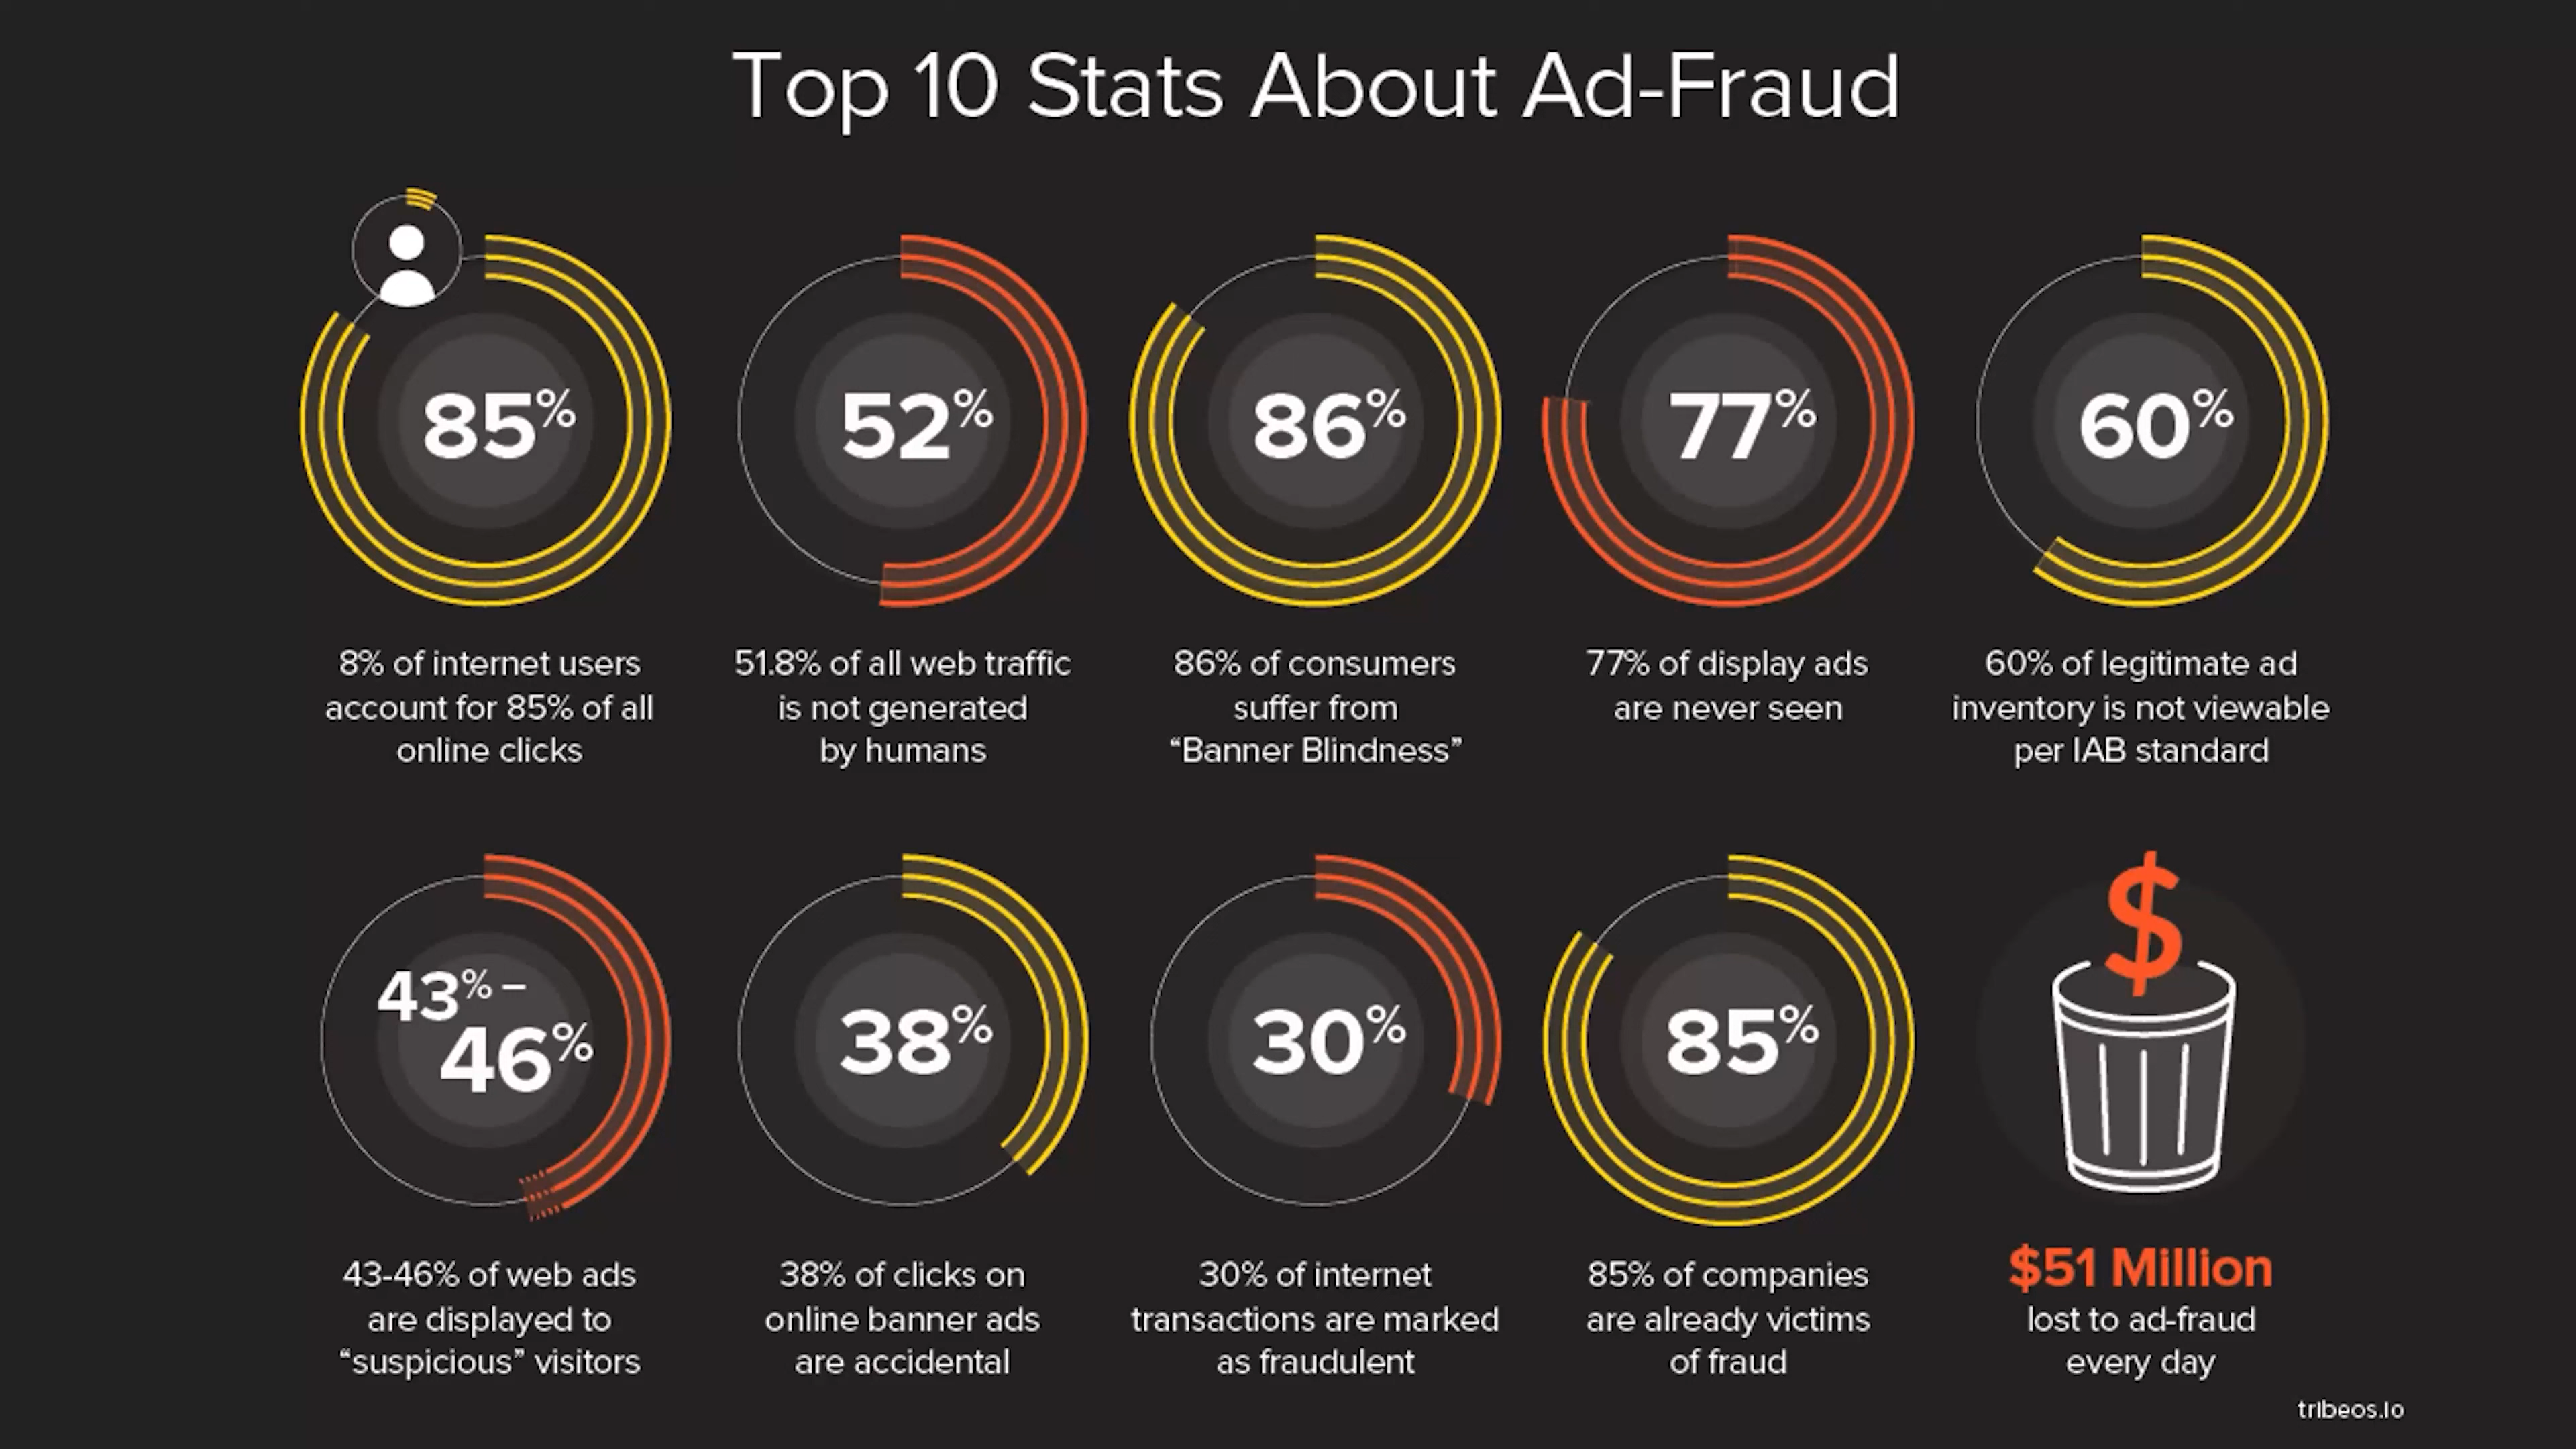 Top 10 Stats About Ad-Fraud
85%
8% of internet users
account for 85% of all
online clicks
52%
51.8% of all web traffic
is not generated
by humans
86%
86% of consumers
suffer from
“Banner Blindness”
77%
77% of display ads
are never seen
60%
60% of legitimate ad
inventory is not viewable
per IAB standard
43% –
46%
43-46% of web ads
are displayed to
“suspicious” visitors
38%
38% of clicks on
online banner ads
are accidental
30%
30% of internet
transactions are marked
as fraudulent
85%
85% of companies
are already victims
of fraud
$
$51 Million
lost to ad-fraud
every day
tribeos.io